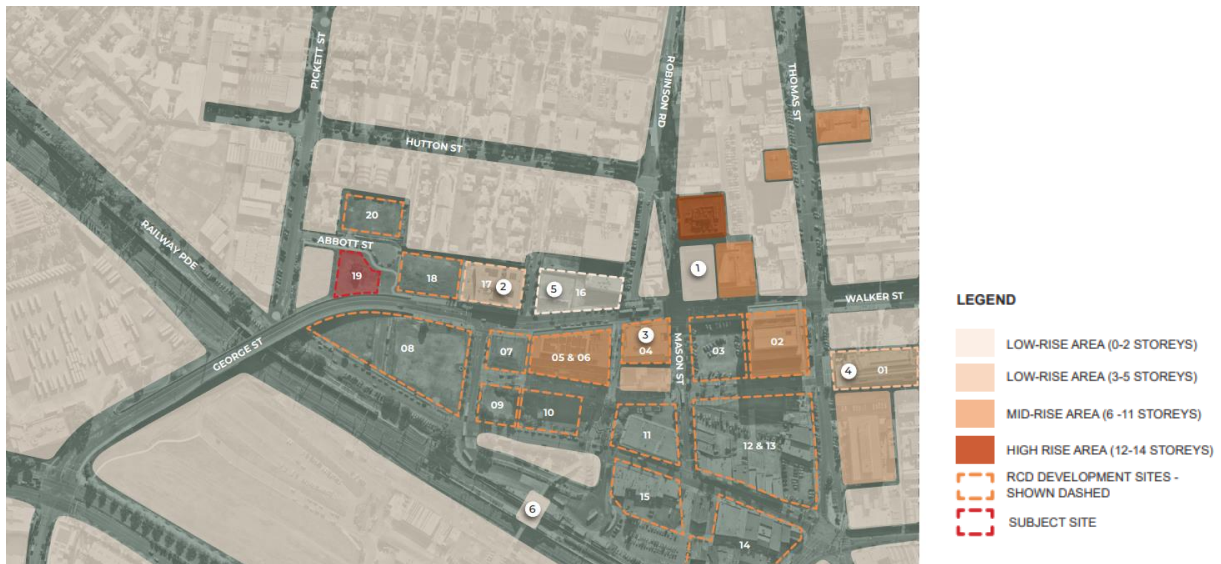 PICKETT ST
ROBINSON RD
THOMAS ST
HUTTON ST
RAILWAY PDE
20
ABBOTT ST
19
18
17
2
5
16
1
WALKER ST
GEORGE ST
08
07
05 & 06
3
04
MASON ST
03
02
4
01
09
10
11
12 & 13
15
6
14
LEGEND
LOW-RISE AREA (0-2 STOREYS)
LOW-RISE AREA (3-5 STOREYS)
MID-RISE AREA (6 -11 STOREYS)
HIGH RISE AREA (12-14 STOREYS)
RCD DEVELOPMENT SITES -
SHOWN DASHED
SUBJECT SITE